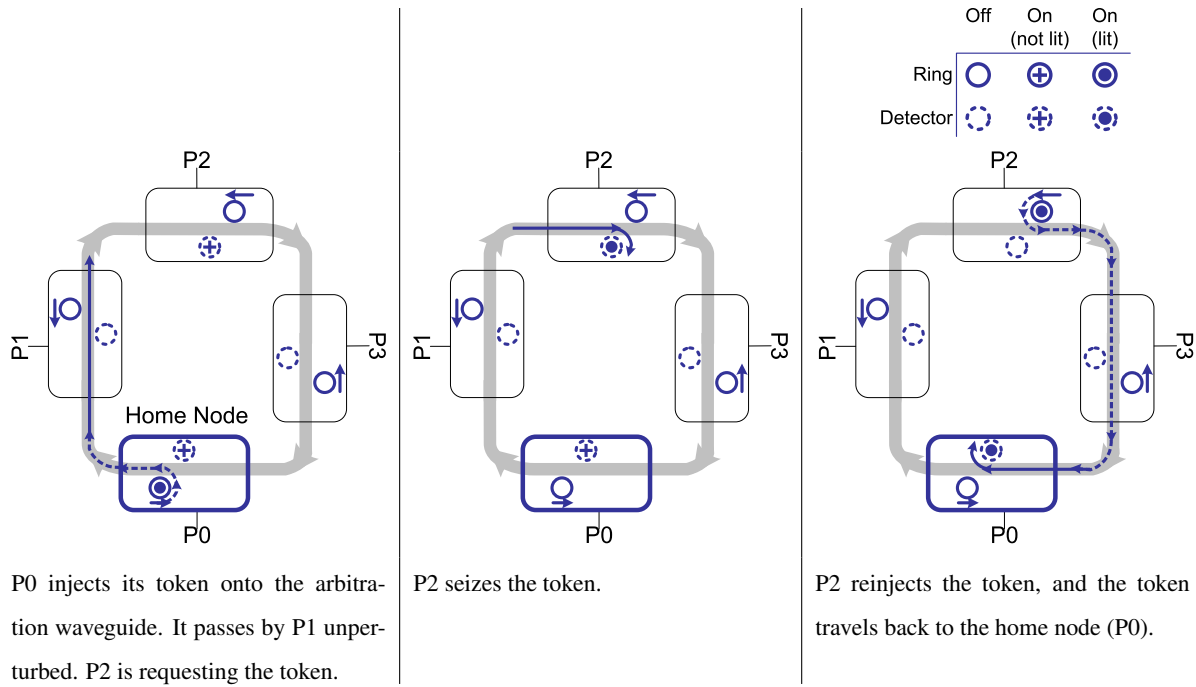 Off
On
(not lit)
On
(lit)
Ring
Detector
P2
P1
P3
Home Node
P0
P2
P1
P3
P0
P2
P1
P3
P0
P0 injects its token onto the arbitra-
tion waveguide. It passes by P1 unper-
turbed. P2 is requesting the token.
P2 seizes the token.
P2 reinjects the token, and the token
travels back to the home node (P0).